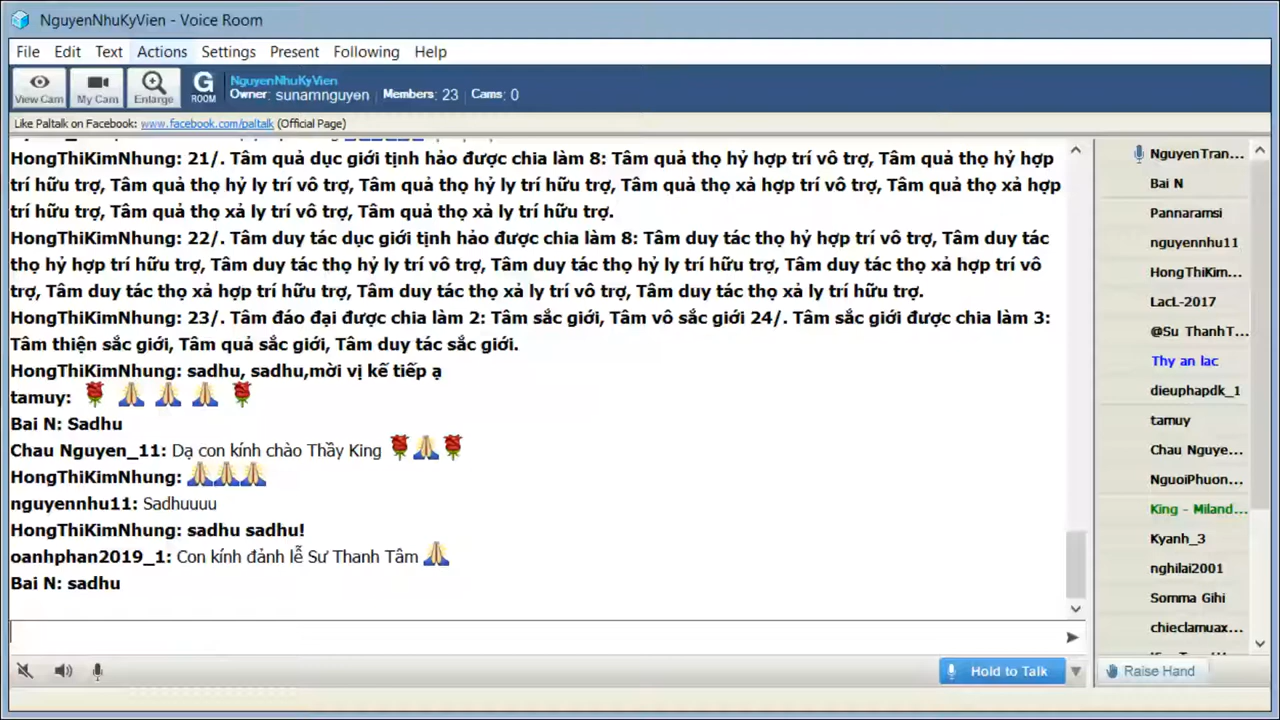 NguyenNhuKyVien - Voice Room
File Edit Text Actions Settings Present Following Help
View Cam My Cam Enlarge G ROOM
NguyenNhuKyVien
Owner: sunamnguyen Members: 23 Cams: 0
Like Paltalk on Facebook: www.facebook.com/paltalk (Official Page)
HongThiKimNhung: 21/. Tâm quả dục giới tịnh hảo được chia làm 8: Tâm quả thọ hỷ hợp trí vô trợ, Tâm quả thọ hỷ hợp
trí hữu trợ, Tâm quả thọ hỷ ly trí vô trợ, Tâm quả thọ hỷ ly trí hữu trợ, Tâm quả thọ xả hợp trí vô trợ, Tâm quả thọ xả hợp
trí hữu trợ, Tâm quả thọ xả ly trí vô trợ, Tâm quả thọ xả ly trí hữu trợ.
HongThiKimNhung: 22/. Tâm duy tác dục giới tịnh hảo được chia làm 8: Tâm duy tác thọ hỷ hợp trí vô trợ, Tâm duy tác
thọ hỷ hợp trí hữu trợ, Tâm duy tác thọ hỷ ly trí vô trợ, Tâm duy tác thọ hỷ ly trí hữu trợ, Tâm duy tác thọ xả hợp trí vô
trợ, Tâm duy tác thọ xả hợp trí hữu trợ, Tâm duy tác thọ xả ly trí vô trợ, Tâm duy tác thọ xả ly trí hữu trợ.
HongThiKimNhung: 23/. Tâm đáo đại được chia làm 2: Tâm sắc giới, Tâm vô sắc giới 24/. Tâm sắc giới được chia làm 3:
Tâm thiện sắc giới, Tâm quả sắc giới, Tâm duy tác sắc giới.
HongThiKimNhung: sadhu, sadhu,mời vị kế tiếp ạ
tamuy: 🌹 🙏 🙏 🙏 🌹
Bai N: Sadhu
Chau Nguyen_11: Dạ con kính chào Thầy King 🌹🙏🌹
HongThiKimNhung: 🙏🙏🙏
nguyennhu11: Sadhuuuu
HongThiKimNhung: sadhu sadhu!
oanhphan2019_1: Con kính đảnh lễ Sư Thanh Tâm 🙏
Bai N: sadhu
Hold to Talk
NguyenTran...
Bai N
Pannaramsi
nguyennhu11
HongThiKim...
LacL-2017
@Su ThanhT...
Thy an lac
dieuphapdk_1
tamuy
Chau Nguye...
NguoiPhuon...
King - Miland...
Kyanh_3
nghilai2001
Somma Gihi
chieclamuax...
Raise Hand